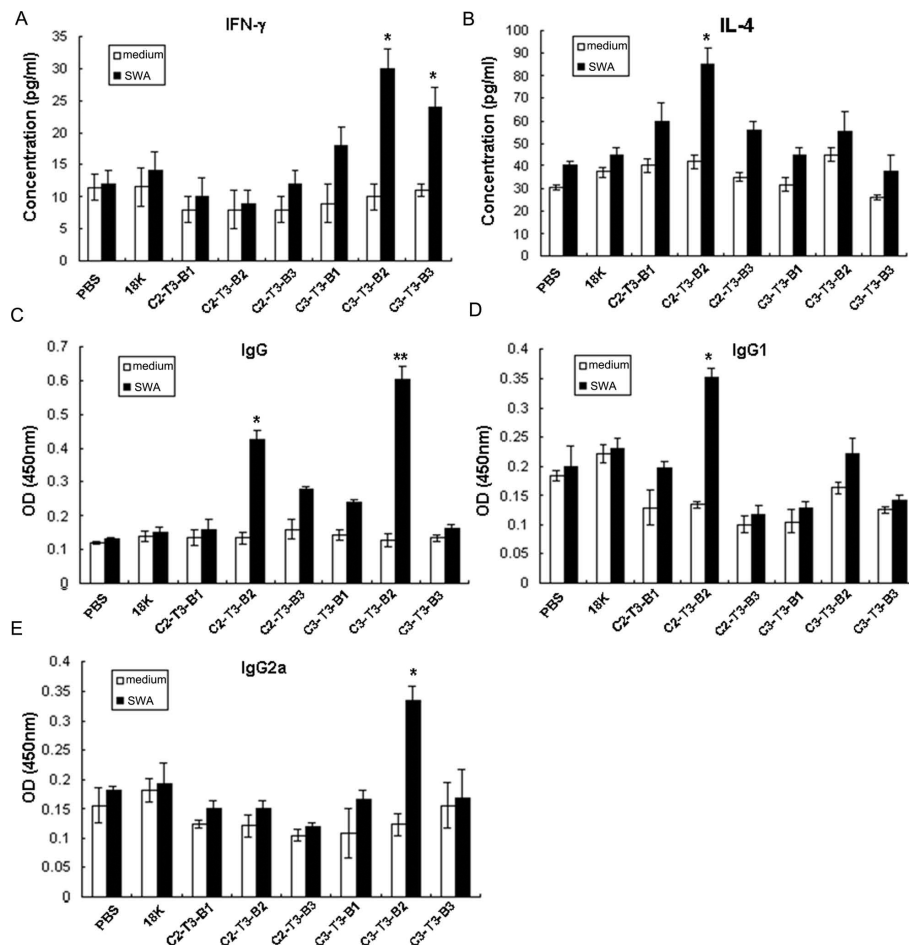 A
IFN-γ
Concentration (pg/ml)
35
30
25
20
15
10
5
0
medium
SWA
*
*
PBS
18K
C2-T3-B1
C2-T3-B2
C2-T3-B3
C3-T3-B1
C3-T3-B2
C3-T3-B3
B
IL-4
Concentration (pg/ml)
100
90
80
70
60
50
40
30
20
10
0
medium
SWA
*
PBS
18K
C2-T3-B1
C2-T3-B2
C2-T3-B3
C3-T3-B1
C3-T3-B2
C3-T3-B3
C
IgG
OD (450nm)
0.7
0.6
0.5
0.4
0.3
0.2
0.1
0
medium
SWA
*
**
PBS
18K
C2-T3-B1
C2-T3-B2
C2-T3-B3
C3-T3-B1
C3-T3-B2
C3-T3-B3
D
IgG1
OD (450nm)
0.4
0.35
0.3
0.25
0.2
0.15
0.1
0.05
0
medium
SWA
*
PBS
18K
C2-T3-B1
C2-T3-B2
C2-T3-B3
C3-T3-B1
C3-T3-B2
C3-T3-B3
E
IgG2a
OD (450nm)
0.4
0.35
0.3
0.25
0.2
0.15
0.1
0.05
0
medium
SWA
*
PBS
18K
C2-T3-B1
C2-T3-B2
C2-T3-B3
C3-T3-B1
C3-T3-B2
C3-T3-B3